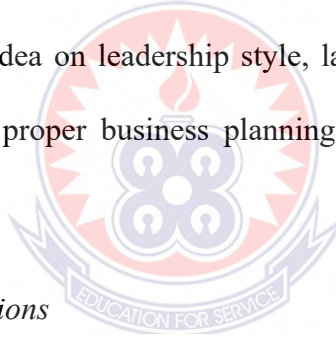 dea on leadership style, la
proper business planning
ions
EDUCATION FOR SERVICE